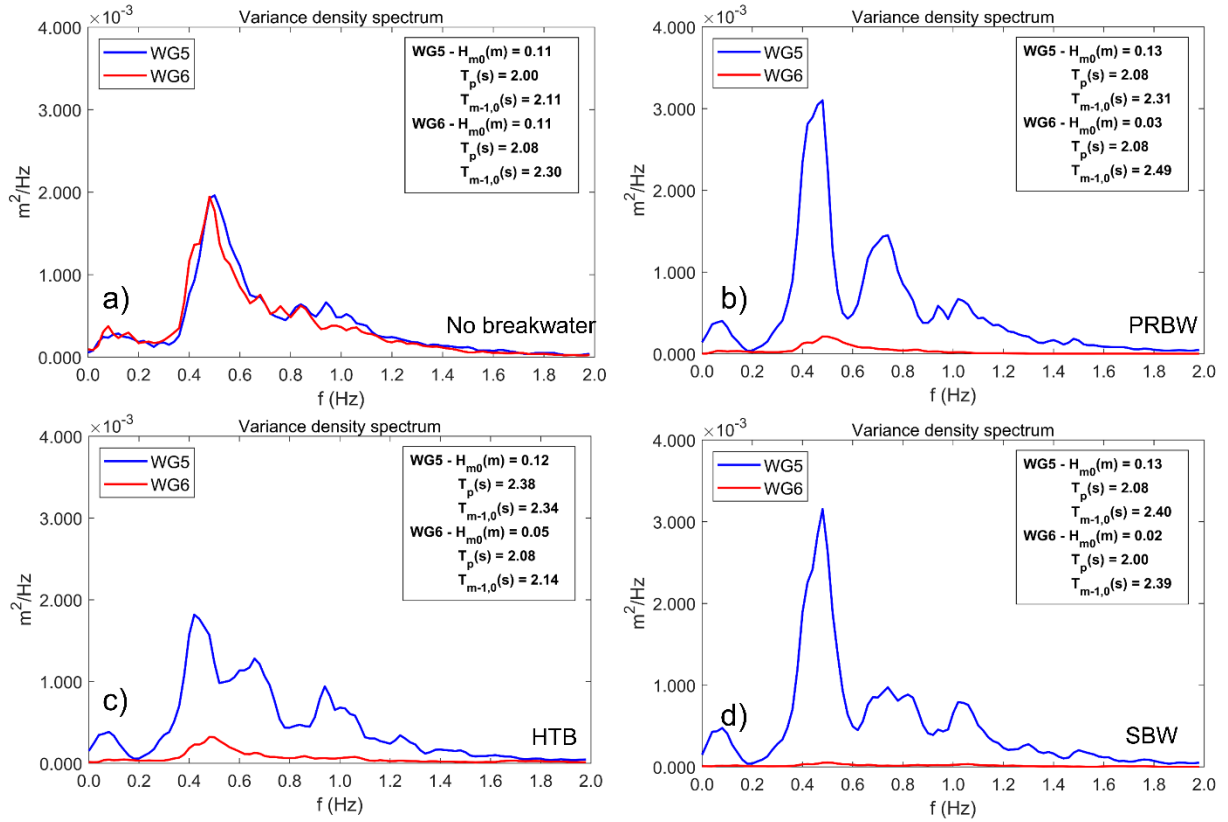 Variance density spectrum
×10⁻³
4.000
3.000
2.000
1.000
0.000
m²/Hz
WG5
WG6
WG5 - Hm0(m) = 0.11
Tp(s) = 2.00
Tm-1,0(s) = 2.11
WG6 - Hm0(m) = 0.11
Tp(s) = 2.08
Tm-1,0(s) = 2.30
a)
No breakwater
0.0 0.2 0.4 0.6 0.8 1.0 1.2 1.4 1.6 1.8 2.0
f (Hz)
Variance density spectrum
×10⁻³
4.000
3.000
2.000
1.000
0.000
m²/Hz
WG5
WG6
WG5 - Hm0(m) = 0.13
Tp(s) = 2.08
Tm-1,0(s) = 2.31
WG6 - Hm0(m) = 0.03
Tp(s) = 2.08
Tm-1,0(s) = 2.49
b)
PRBW
0.0 0.2 0.4 0.6 0.8 1.0 1.2 1.4 1.6 1.8 2.0
f (Hz)
Variance density spectrum
×10⁻³
4.000
3.000
2.000
1.000
0.000
m²/Hz
WG5
WG6
WG5 - Hm0(m) = 0.12
Tp(s) = 2.38
Tm-1,0(s) = 2.34
WG6 - Hm0(m) = 0.05
Tp(s) = 2.08
Tm-1,0(s) = 2.14
c)
HTB
0.0 0.2 0.4 0.6 0.8 1.0 1.2 1.4 1.6 1.8 2.0
f (Hz)
Variance density spectrum
×10⁻³
4.000
3.000
2.000
1.000
0.000
m²/Hz
WG5
WG6
WG5 - Hm0(m) = 0.13
Tp(s) = 2.08
Tm-1,0(s) = 2.40
WG6 - Hm0(m) = 0.02
Tp(s) = 2.00
Tm-1,0(s) = 2.39
d)
SBW
0.0 0.2 0.4 0.6 0.8 1.0 1.2 1.4 1.6 1.8 2.0
f (Hz)